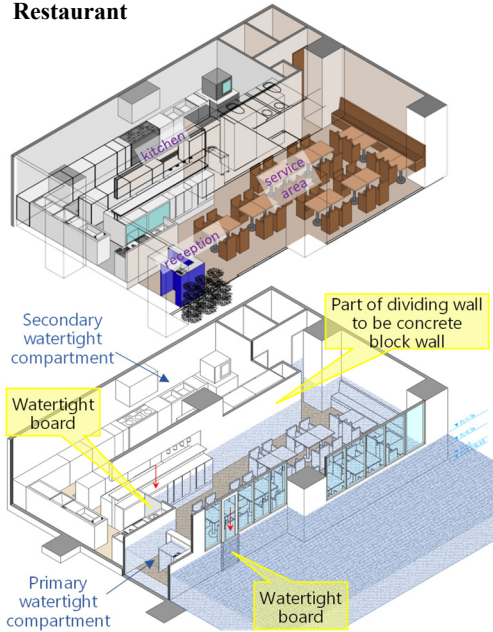 Restaurant
kitchen
service
area
reception
Part of dividing wall
to be concrete
block wall
Secondary
watertight
compartment
Watertight
board
Primary
watertight
compartment
Watertight
board